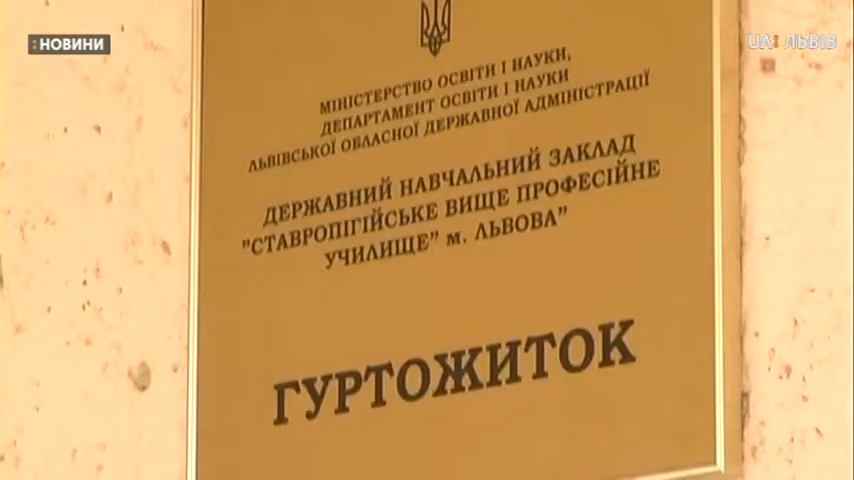 :НОВИНИ
UA: ЛЬВІВ
МІНІСТЕРСТВО ОСВІТИ І НАУКИ,
ДЕПАРТАМЕНТ ОСВІТИ І НАУКИ
ЛЬВІВСЬКОЇ ОБЛАСНОЇ ДЕРЖАВНОЇ АДМІНІСТРАЦІЇ
ДЕРЖАВНИЙ НАВЧАЛЬНИЙ ЗАКЛАД
"СТАВРОПІГІЙСЬКЕ ВИЩЕ ПРОФЕСІЙНЕ
УЧИЛИЩЕ" м. ЛЬВОВА"
ГУРТОЖИТОК